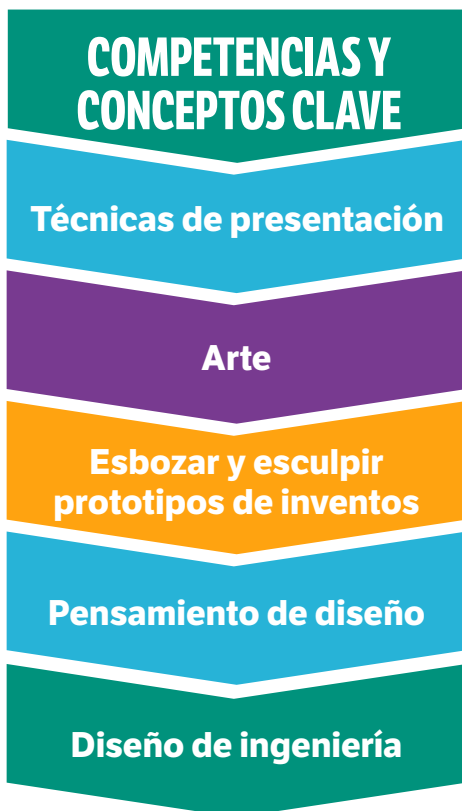 COMPETENCIAS Y
CONCEPTOS CLAVE
Técnicas de presentación
Arte
Esbozar y esculpir
prototipos de inventos
Pensamiento de diseño
Diseño de ingeniería